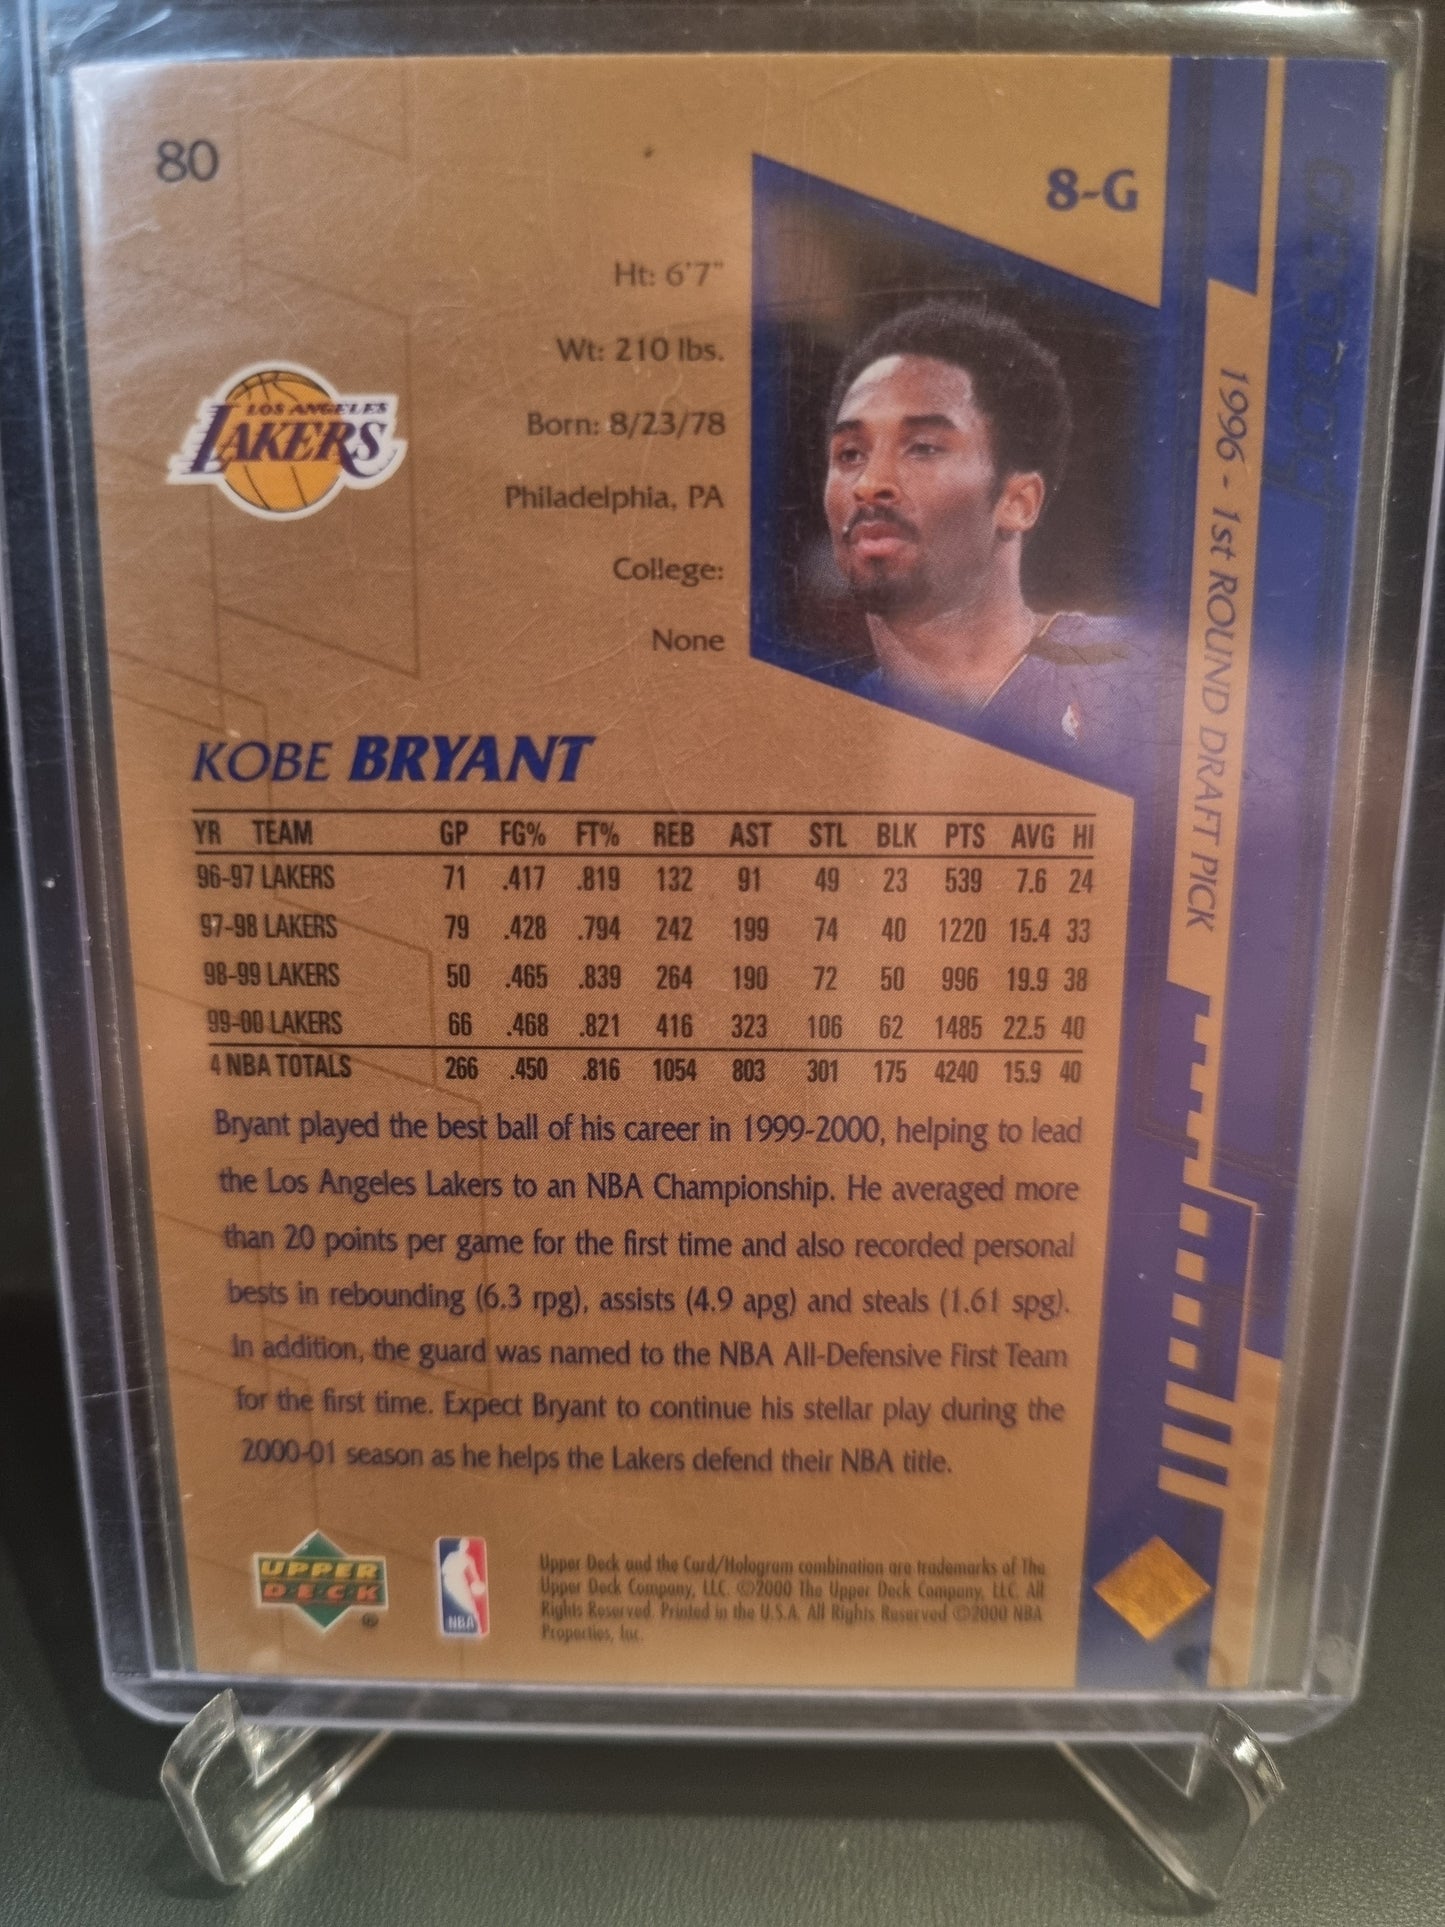 80
8-G
Ht: 6'7"
Wt: 210 lbs.
Born: 8/23/78
Philadelphia, PA
College:
None
LOS ANGELES
LAKERS
1996 - 1st ROUND DRAFT PICK
KOBE BRYANT
YR TEAM GP FG% FT% REB AST STL BLK PTS AVG HI
96-97 LAKERS 71 .417 .819 132 91 49 23 539 7.6 24
97-98 LAKERS 79 .428 .794 242 199 74 40 1220 15.4 33
98-99 LAKERS 50 .465 .839 264 190 72 50 996 19.9 38
99-00 LAKERS 66 .468 .821 416 323 106 62 1485 22.5 40
4 NBA TOTALS 266 .450 .816 1054 803 301 175 4240 15.9 40
Bryant played the best ball of his career in 1999-2000, helping to lead
the Los Angeles Lakers to an NBA Championship. He averaged more
than 20 points per game for the first time and also recorded personal
bests in rebounding (6.3 rpg), assists (4.9 apg) and steals (1.61 spg).
In addition, the guard was named to the NBA All-Defensive First Team
for the first time. Expect Bryant to continue his stellar play during the
2000-01 season as he helps the Lakers defend their NBA title.
UPPER
DECK
NBA
Upper Deck and the Card/Hologram combination are trademarks of The
Upper Deck Company, LLC. ©2000 The Upper Deck Company, LLC. All
Rights Reserved. Printed in the U.S.A. All Rights Reserved ©2000 NBA
Properties, Inc.